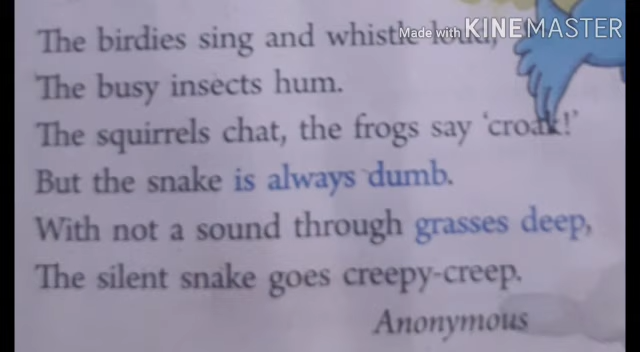 Made with KINEMASTER
The birdies sing and whistle loud,
The busy insects hum.
The squirrels chat, the frogs say 'croak!'
But the snake is always dumb.
With not a sound through grasses deep,
The silent snake goes creepy-creep.
Anonymous